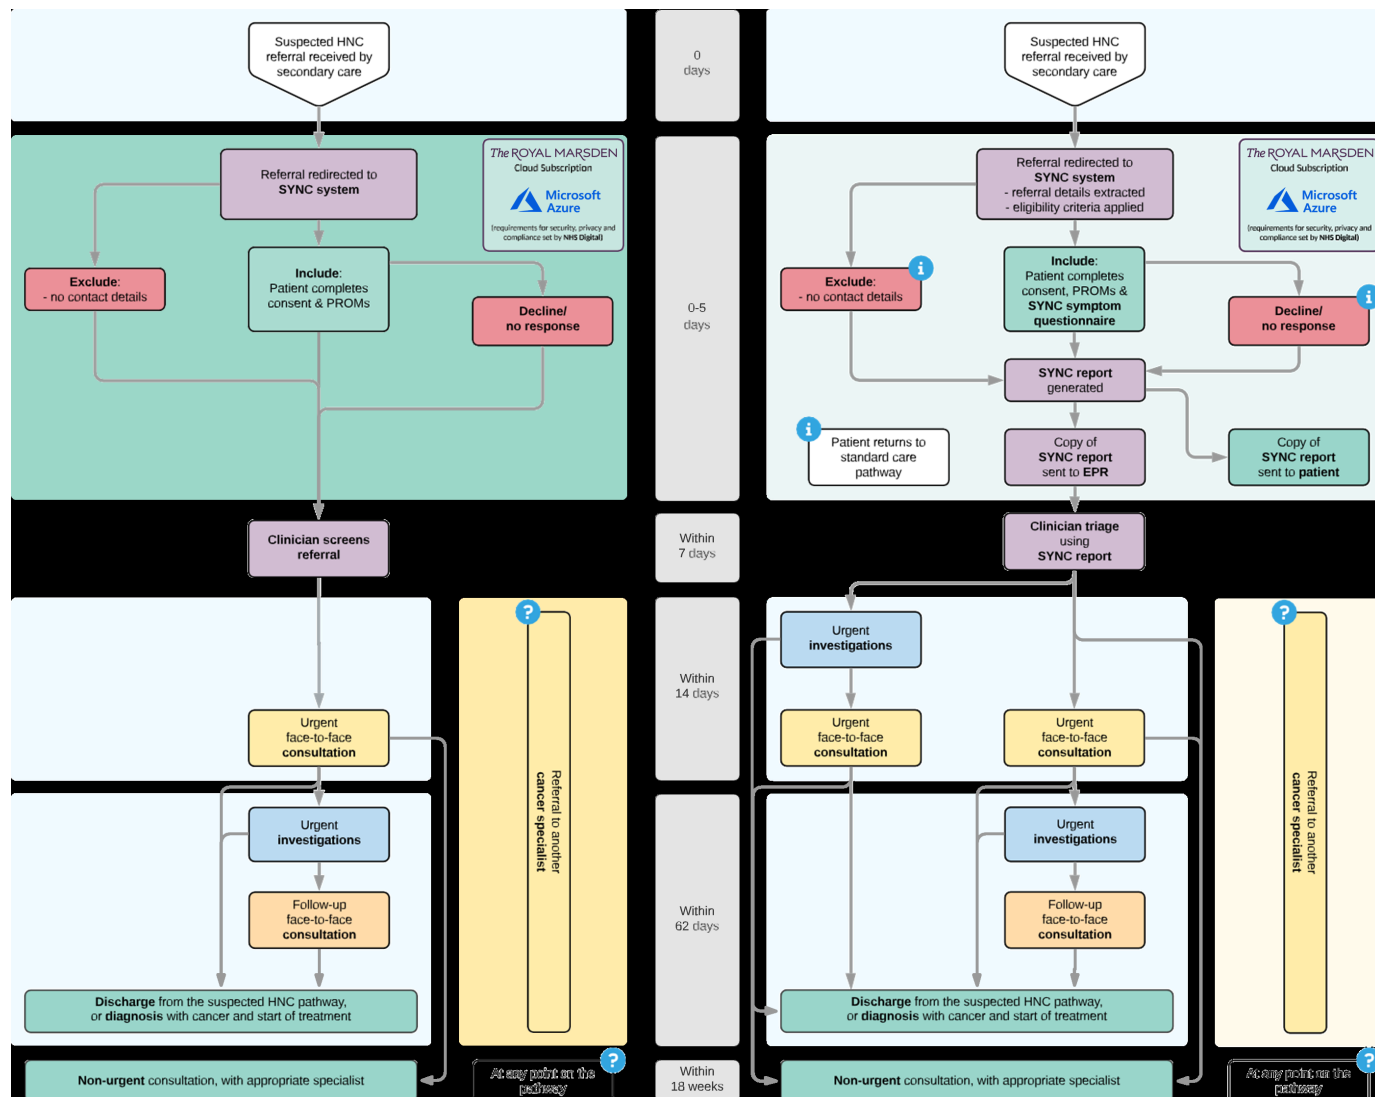 Suspected HNC
referral received by
secondary care
Referral redirected to
SYNC system
The ROYAL MARSDEN
Cloud Subscription
Microsoft
Azure
(requirements for security, privacy and
compliance set by NHS Digital)
Exclude:
- no contact details
Include:
Patient completes
consent & PROMs
Decline/
no response
Clinician screens
referral
Urgent
face-to-face
consultation
Urgent
investigations
Follow-up
face-to-face
consultation
Discharge from the suspected HNC pathway,
or diagnosis with cancer and start of treatment
Non-urgent consultation, with appropriate specialist
?
Referral to another
cancer specialist
?
At any point on the
pathway
0
days
0-5
days
Within
7 days
Within
14 days
Within
62 days
Within
18 weeks
Suspected HNC
referral received by
secondary care
Referral redirected to
SYNC system
- referral details extracted
- eligibility criteria applied
The ROYAL MARSDEN
Cloud Subscription
Microsoft
Azure
(requirements for security, privacy and
compliance set by NHS Digital)
i
Exclude:
- no contact details
Include:
Patient completes
consent, PROMs &
SYNC symptom
questionnaire
i
Decline/
no response
SYNC report
generated
i
Patient returns to
standard care
pathway
Copy of
SYNC report
sent to EPR
Copy of
SYNC report
sent to patient
Clinician triage
using
SYNC report
Urgent
investigations
Urgent
face-to-face
consultation
Urgent
face-to-face
consultation
Urgent
investigations
Follow-up
face-to-face
consultation
Discharge from the suspected HNC pathway,
or diagnosis with cancer and start of treatment
Non-urgent consultation, with appropriate specialist
?
Referral to another
cancer specialist
?
At any point on the
pathway